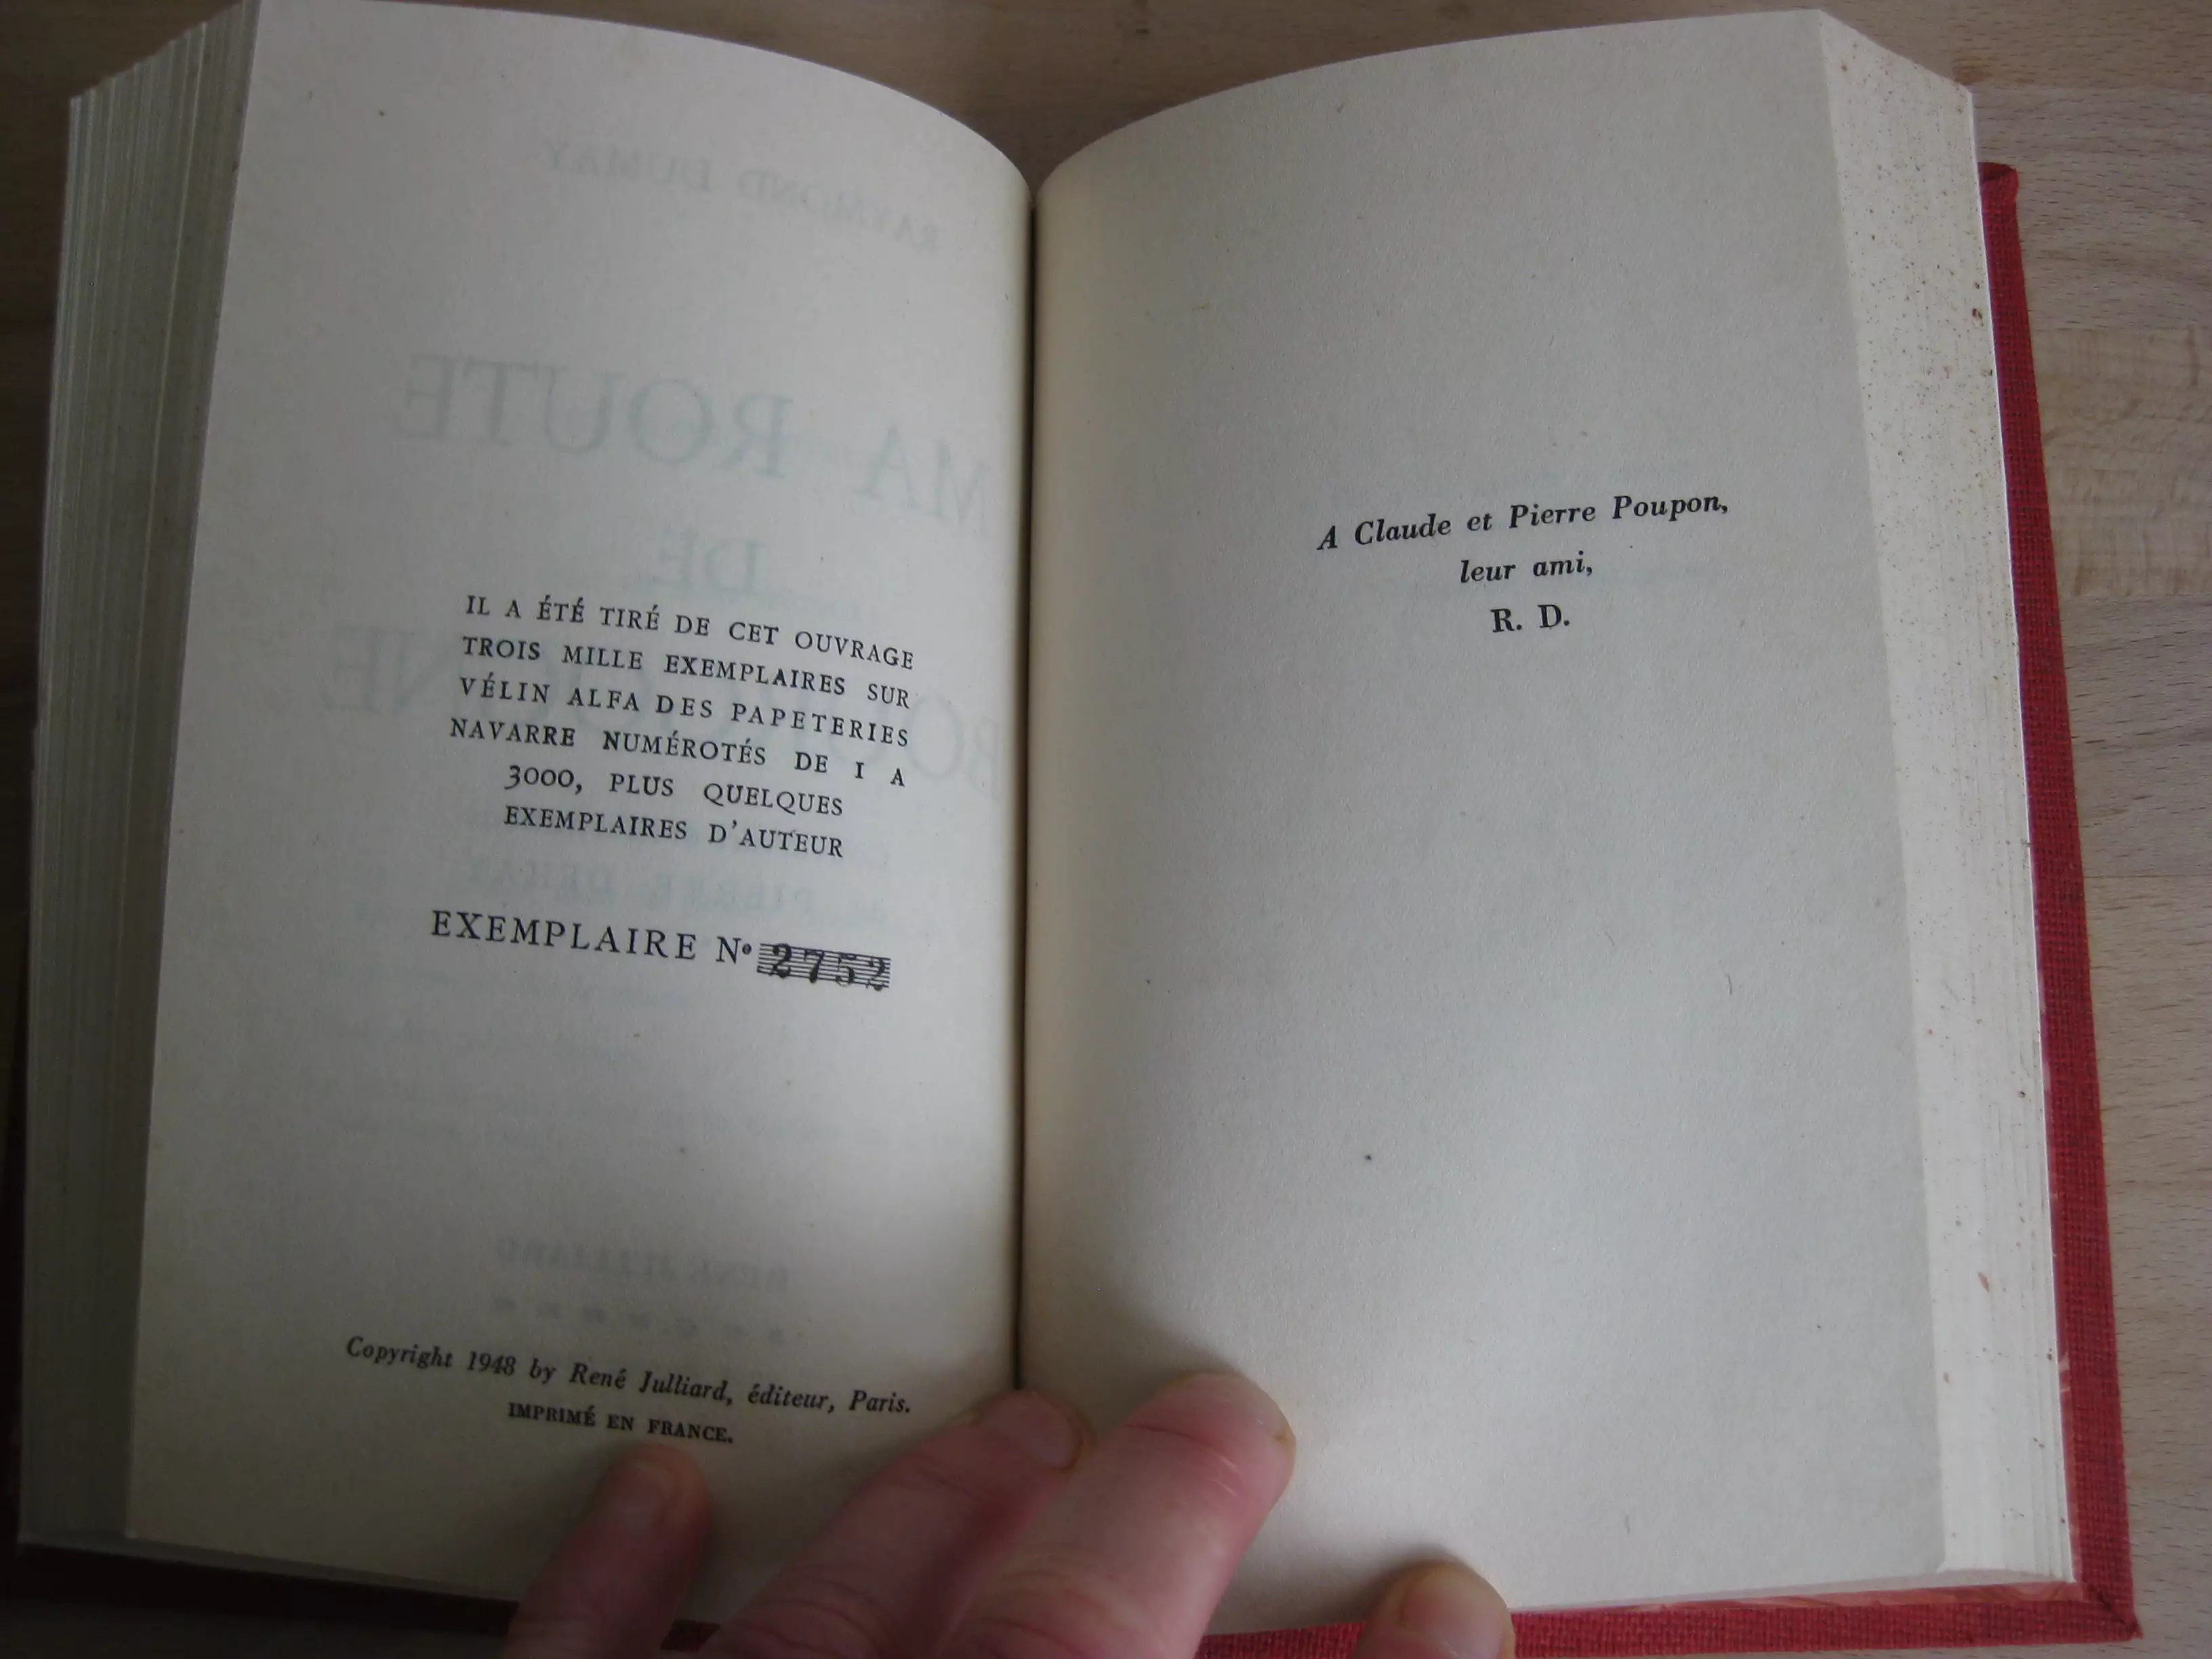 IL A ÉTÉ TIRÉ DE CET OUVRAGE
TROIS MILLE EXEMPLAIRES SUR
VÉLIN ALFA DES PAPETERIES
NAVARRE NUMÉROTÉS DE I A
3000, PLUS QUELQUES
EXEMPLAIRES D'AUTEUR
EXEMPLAIRE Nº 2752
Copyright 1948 by René Julliard, éditeur, Paris.
IMPRIMÉ EN FRANCE.
A Claude et Pierre Poupon,
leur ami,
R. D.